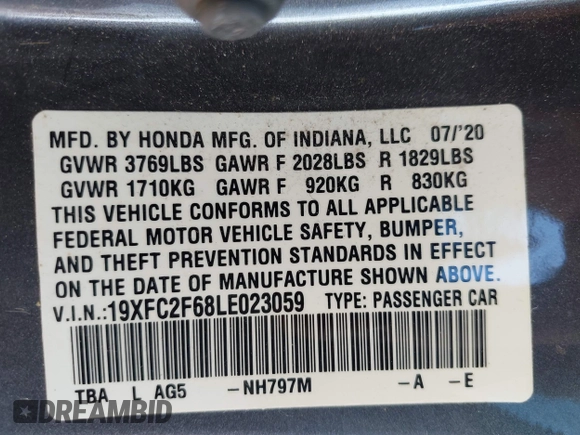 MFD. BY HONDA MFG. OF INDIANA, LLC 07/'20
GVWR 3769LBS GAWR F 2028LBS R 1829LBS
GVWR 1710KG GAWR F 920KG R 830KG
THIS VEHICLE CONFORMS TO ALL APPLICABLE
FEDERAL MOTOR VEHICLE SAFETY, BUMPER,
AND THEFT PREVENTION STANDARDS IN EFFECT
ON THE DATE OF MANUFACTURE SHOWN ABOVE.
V.I.N.:19XFC2F68LE023059 TYPE: PASSENGER CAR
TBA L AG5 -NH797M -A -E
DREAMBID